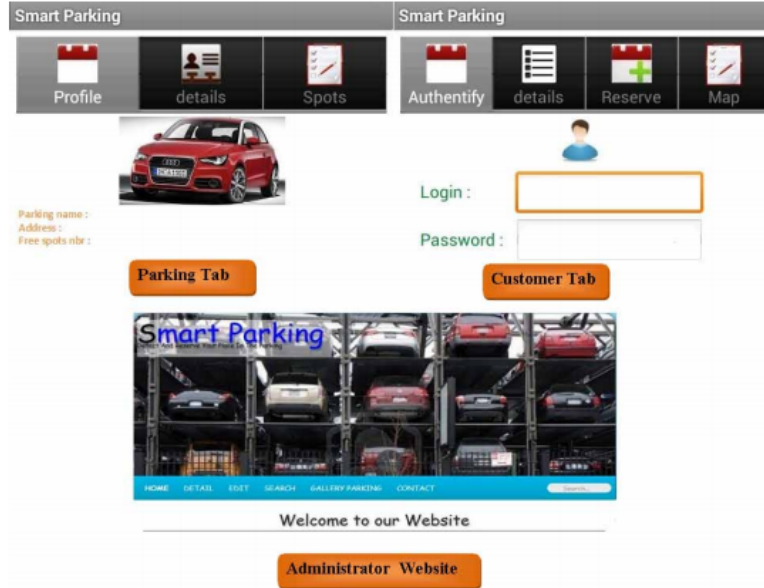 Smart Parking
Profile
details
Spots
Parking name :
Address :
Free spots nbr :
Parking Tab
Smart Parking
Authentify
details
Reserve
Map
Login :
Password :
Customer Tab
Smart Parking
HOME DETAIL EDIT SEARCH GALLERY PARKING CONTACT
Search...
Welcome to our Website
Administrator Website